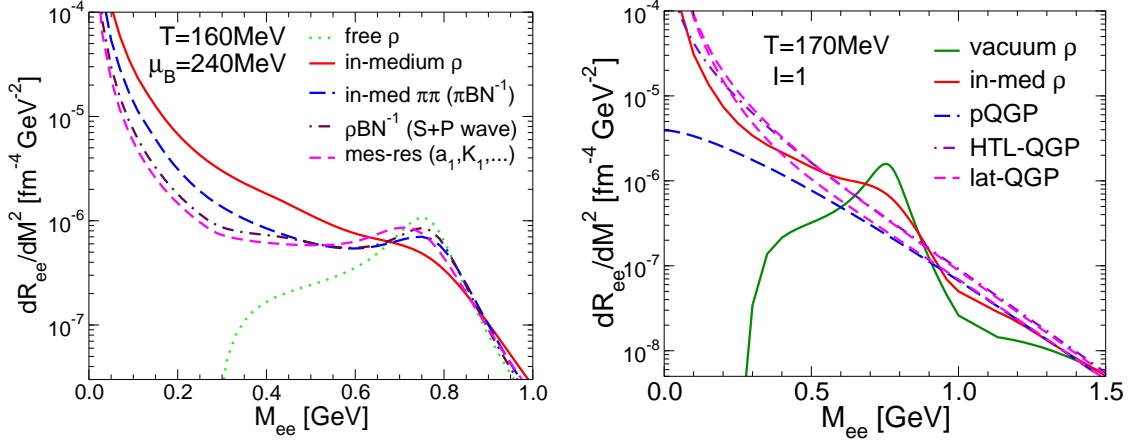 10^-4
10^-5
10^-6
10^-7
dR_ee/dM^2 [fm^-4 GeV^-2]
T=160MeV
μ_B=240MeV
free ρ
in-medium ρ
in-med ππ (πBN^-1)
ρBN^-1 (S+P wave)
mes-res (a_1,K_1,...)
0.0 0.2 0.4 0.6 0.8 1.0
M_ee [GeV]
10^-4
10^-5
10^-6
10^-7
10^-8
dR_ee/dM^2 [fm^-4 GeV^-2]
T=170MeV
I=1
vacuum ρ
in-med ρ
pQGP
HTL-QGP
lat-QGP
0.0 0.5 1.0 1.5
M_ee [GeV]